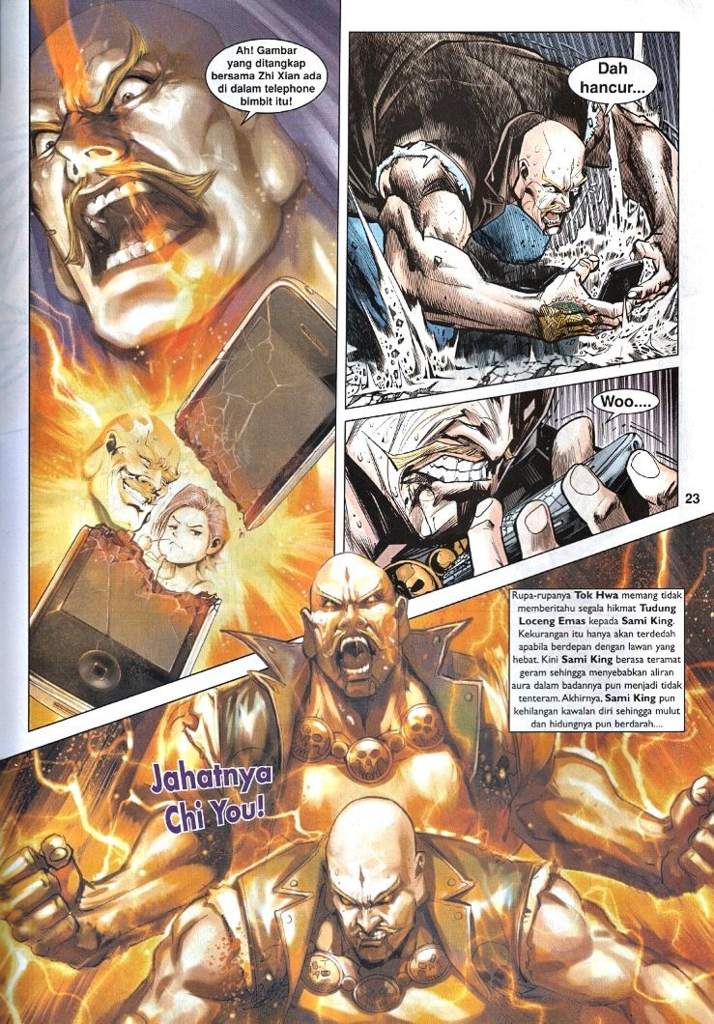 Ah! Gambar
yang ditangkap
bersama Zhi Xian ada
di dalam telephone
bimbit itu!
Dah
hancur...
Woo....
23
Rupa-rupanya Tok Hwa memang tidak
memberitahu segala hikmat Tudung
Loceng Emas kepada Sami King.
Kekurangan itu hanya akan terdedah
apabila berdepan dengan lawan yang
hebat. Kini Sami King berasa teramat
geram sehingga menyebabkan aliran
aura dalam badannya pun menjadi tidak
tenteram. Akhirnya, Sami King pun
kehilangan kawalan diri sehingga mulut
dan hidungnya pun berdarah....
Jahatnya
Chi You!